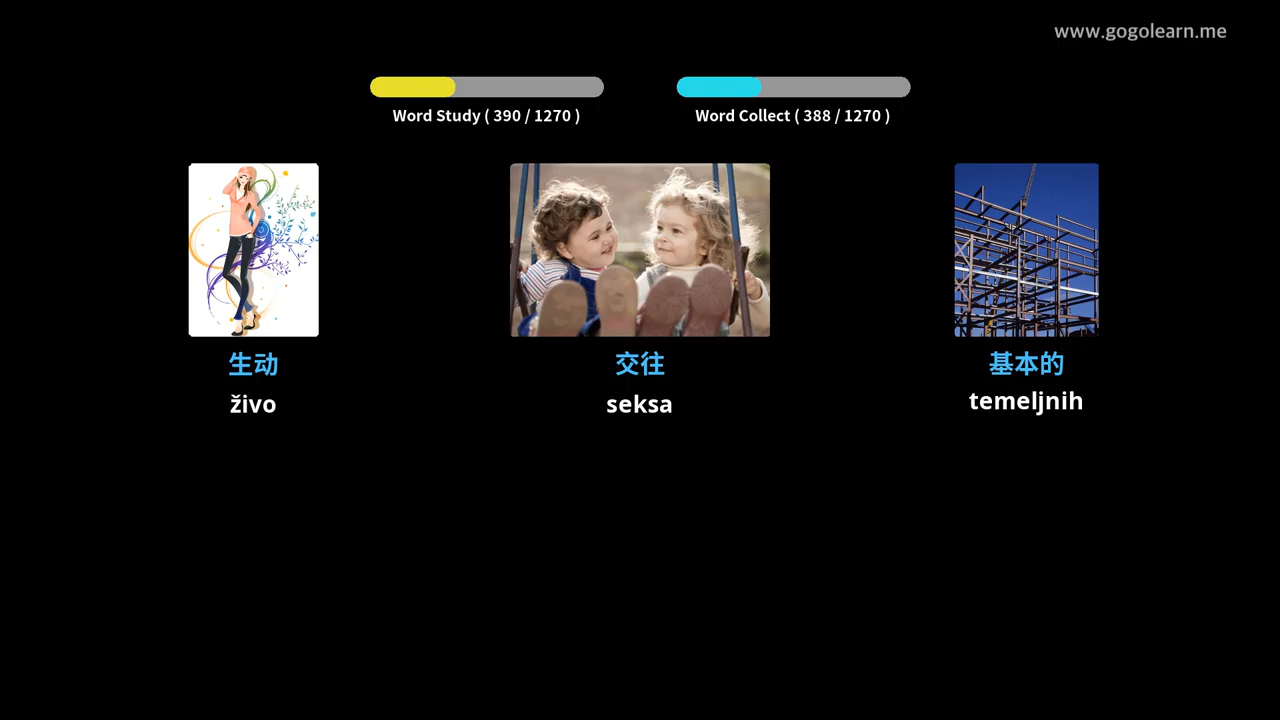 www.gogolearn.me
Word Study ( 390 / 1270 )
Word Collect ( 388 / 1270 )
生动
živo
交往
seksa
基本的
temeljnih